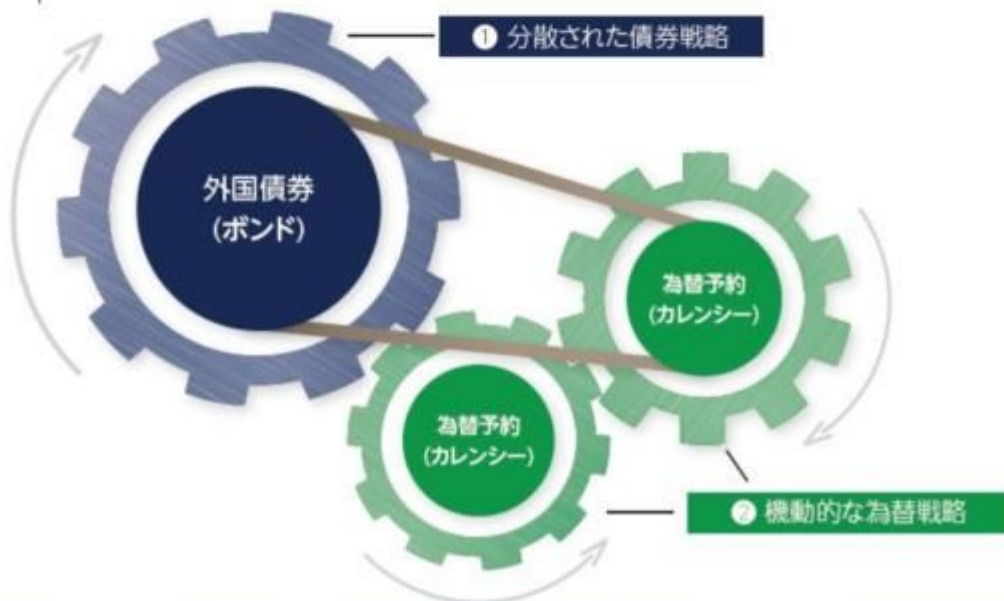 ❶ 分散された債券戦略
外国債券
(ボンド)
為替予約
(カレンシー)
為替予約
(カレンシー)
❷ 機動的な為替戦略